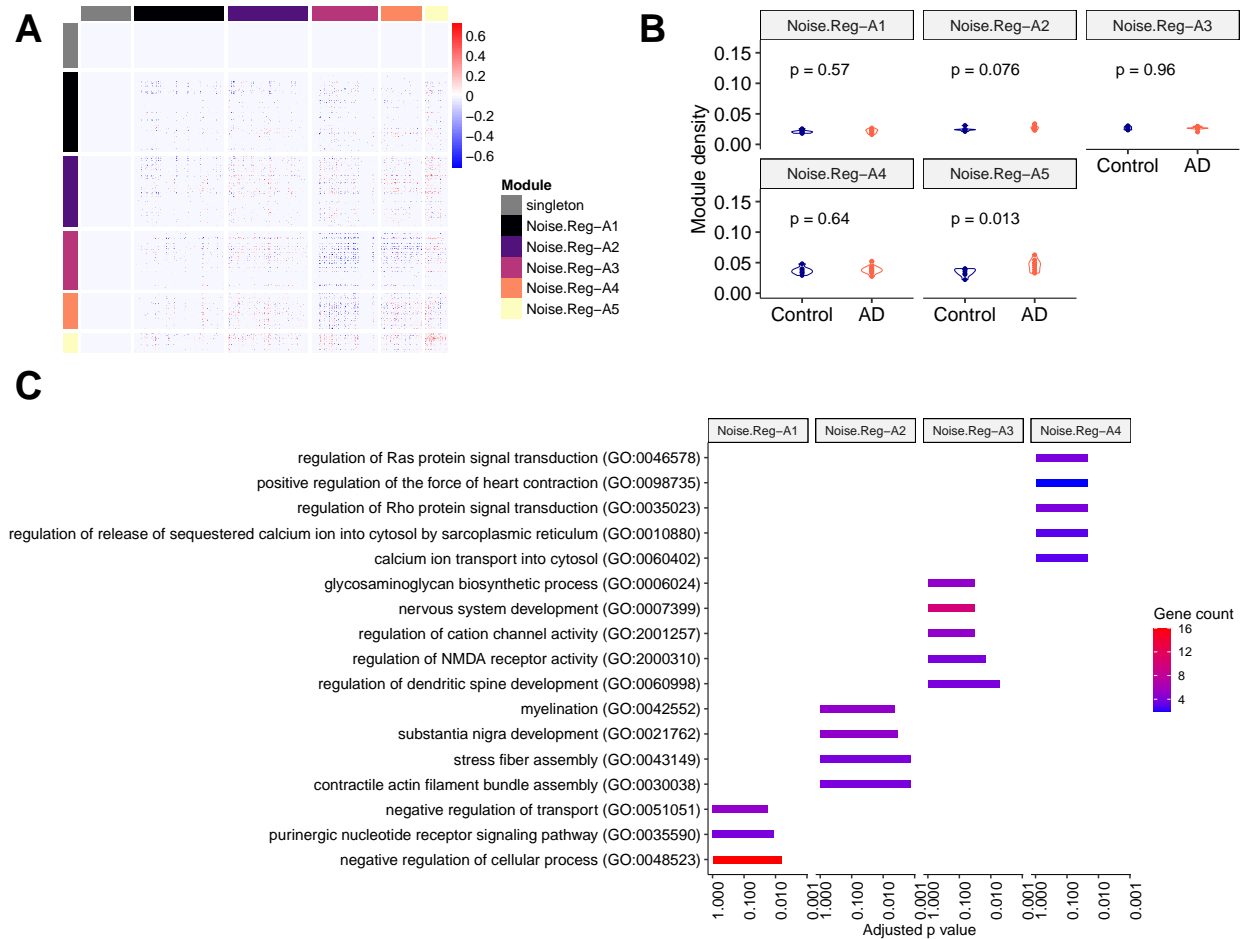 A
0.6
0.4
0.2
0
−0.2
−0.4
−0.6
Module
singleton
Noise.Reg−A1
Noise.Reg−A2
Noise.Reg−A3
Noise.Reg−A4
Noise.Reg−A5
B
Noise.Reg−A1
Noise.Reg−A2
Noise.Reg−A3
0.15
0.10
0.05
0.00
p = 0.57
p = 0.076
p = 0.96
Control AD
Module density
Noise.Reg−A4
Noise.Reg−A5
0.15
0.10
0.05
0.00
p = 0.64
p = 0.013
Control AD
Control AD
C
Noise.Reg−A1
Noise.Reg−A2
Noise.Reg−A3
Noise.Reg−A4
regulation of Ras protein signal transduction (GO:0046578)
positive regulation of the force of heart contraction (GO:0098735)
regulation of Rho protein signal transduction (GO:0035023)
regulation of release of sequestered calcium ion into cytosol by sarcoplasmic reticulum (GO:0010880)
calcium ion transport into cytosol (GO:0060402)
glycosaminoglycan biosynthetic process (GO:0006024)
nervous system development (GO:0007399)
regulation of cation channel activity (GO:2001257)
regulation of NMDA receptor activity (GO:2000310)
regulation of dendritic spine development (GO:0060998)
myelination (GO:0042552)
substantia nigra development (GO:0021762)
stress fiber assembly (GO:0043149)
contractile actin filament bundle assembly (GO:0030038)
negative regulation of transport (GO:0051051)
purinergic nucleotide receptor signaling pathway (GO:0035590)
negative regulation of cellular process (GO:0048523)
1.000 0.100 0.010 0.001
1.000 0.100 0.010 0.001
1.000 0.100 0.010 0.001
1.000 0.100 0.010 0.001
Adjusted p value
Gene count
16
12
8
4